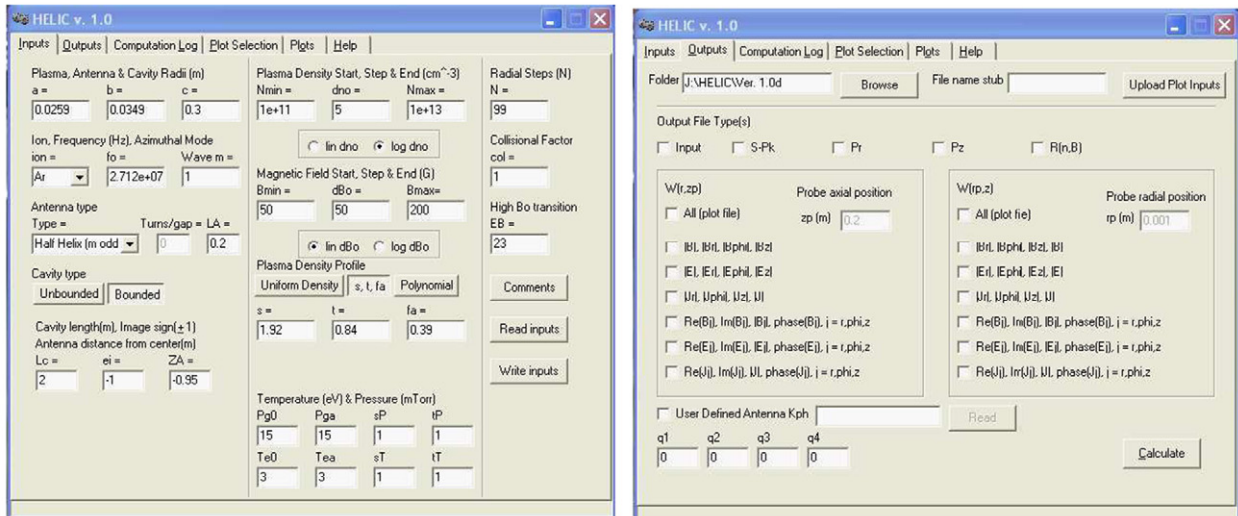 HELIC v. 1.0
Inputs Outputs Computation Log Plot Selection Plots Help
Plasma, Antenna & Cavity Radii (m)
a = b = c =
0.0259 0.0349 0.3
Ion, Frequency (Hz), Azimuthal Mode
ion = fo = Wave m =
Ar 2.712e+07 1
Antenna type
Type = Turns/gap = LA =
Half Helix (m odd 0 0.2
Cavity type
Unbounded Bounded
Cavity length(m), Image sign(±1)
Antenna distance from center(m)
Lc = ei = ZA =
2 -1 -0.95
Plasma Density Start, Step & End (cm^-3)
Nmin = dno = Nmax =
1e+11 5 1e+13
lin dno log dno
Magnetic Field Start, Step & End (G)
Bmin = dBo = Bmax=
50 50 200
lin dBo log dBo
Plasma Density Profile
Uniform Density s, t, fa Polynomial
s = t = fa =
1.92 0.84 0.39
Temperature (eV) & Pressure (mTorr)
Pg0 Pga sP tP
15 15 1 1
Te0 Tea sT tT
3 3 1 1
Radial Steps (N)
N =
99
Collisional Factor
col =
1
High Bo transition
EB =
23
Comments
Read inputs
Write inputs
HELIC v. 1.0
Inputs Outputs Computation Log Plot Selection Plots Help
Folder J:\HELIC\Ver. 1.0d Browse File name stub Upload Plot Inputs
Output File Type(s)
Input S-Pk Pr Pz R(n,B)
W(r,zp) Probe axial position
All (plot file) zp (m) 0.2
|B|, |Br|, |Bphi|, |Bz|
|E|, |Er|, |Ephi|, |Ez|
|Jr|, |Jphi|, |Jz|, |J|
Re(Bj), Im(Bj), |Bj|, phase(Bj), j = r,phi,z
Re(Ej), Im(Ej), |Ej|, phase(Ej), j = r,phi,z
Re(Jj), Im(Jj), |J|, phase(Jj), j = r,phi,z
W(rp,z) Probe radial position
All (plot fie) rp (m) 0.001
|Br|, |Bphi|, |Bz|, |B|
|Er|, |Ephi|, |Ez|, |E|
|Jr|, |Jphi|, |Jz|, |J|
Re(Bj), Im(Bj), |Bj|, phase(Bj), j = r,phi,z
Re(Ej), Im(Ej), |Ej|, phase(Ej), j = r,phi,z
Re(Jj), Im(Jj), |J|, phase(Jj), j = r,phi,z
User Defined Antenna Kph Read
q1 q2 q3 q4
0 0 0 0
Calculate